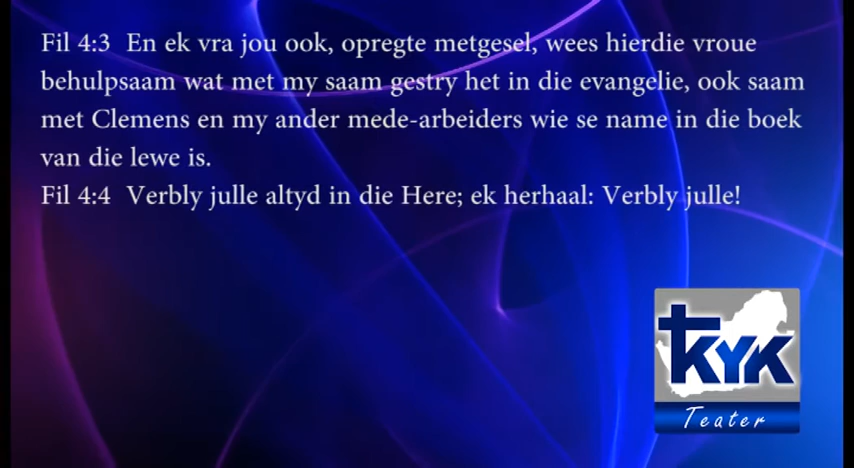 Fil 4:3 En ek vra jou ook, opregte metgesel, wees hierdie vroue
behulpsaam wat met my saam gestry het in die evangelie, ook saam
met Clemens en my ander mede-arbeiders wie se name in die boek
van die lewe is.
Fil 4:4 Verbly julle altyd in die Here; ek herhaal: Verbly julle!
KYK
Teater